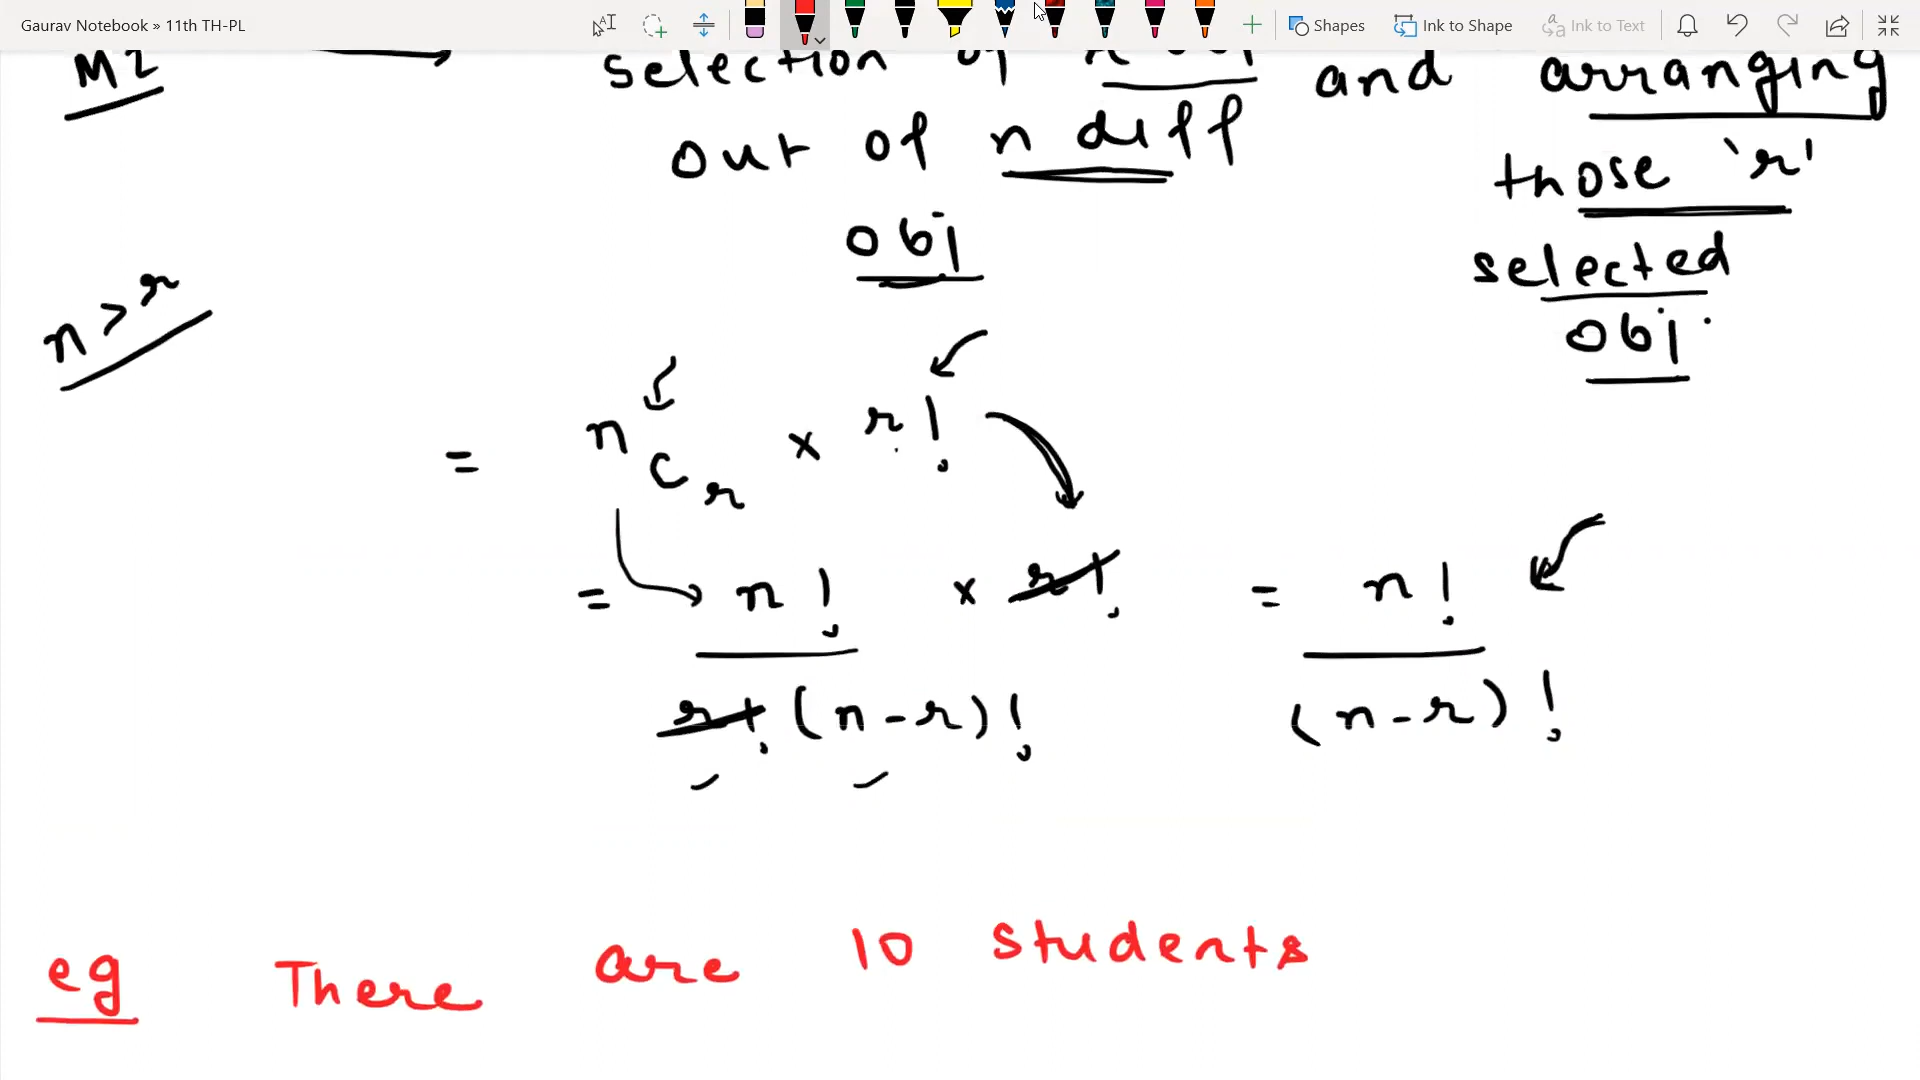 Gaurav Notebook » 11th TH-PL
Shapes Ink to Shape Ink to Text
M2 selection of r obj and arranging
out of n diff those 'r'
obj selected
obj.
n > r
= nCr × r!
= n! / r! (n-r)! × r! = n! / (n-r)!
eg There are 10 students